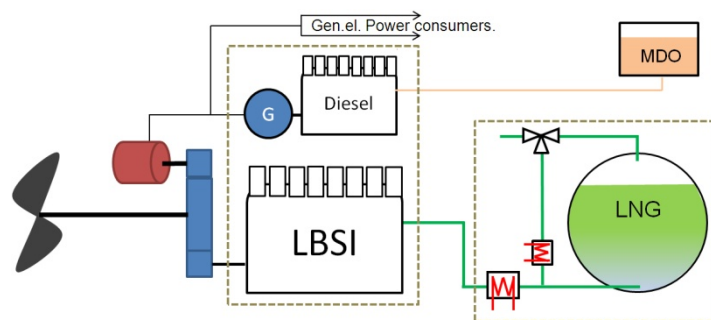 Gen.el. Power consumers.
MDO
Diesel
G
LNG
LBSI